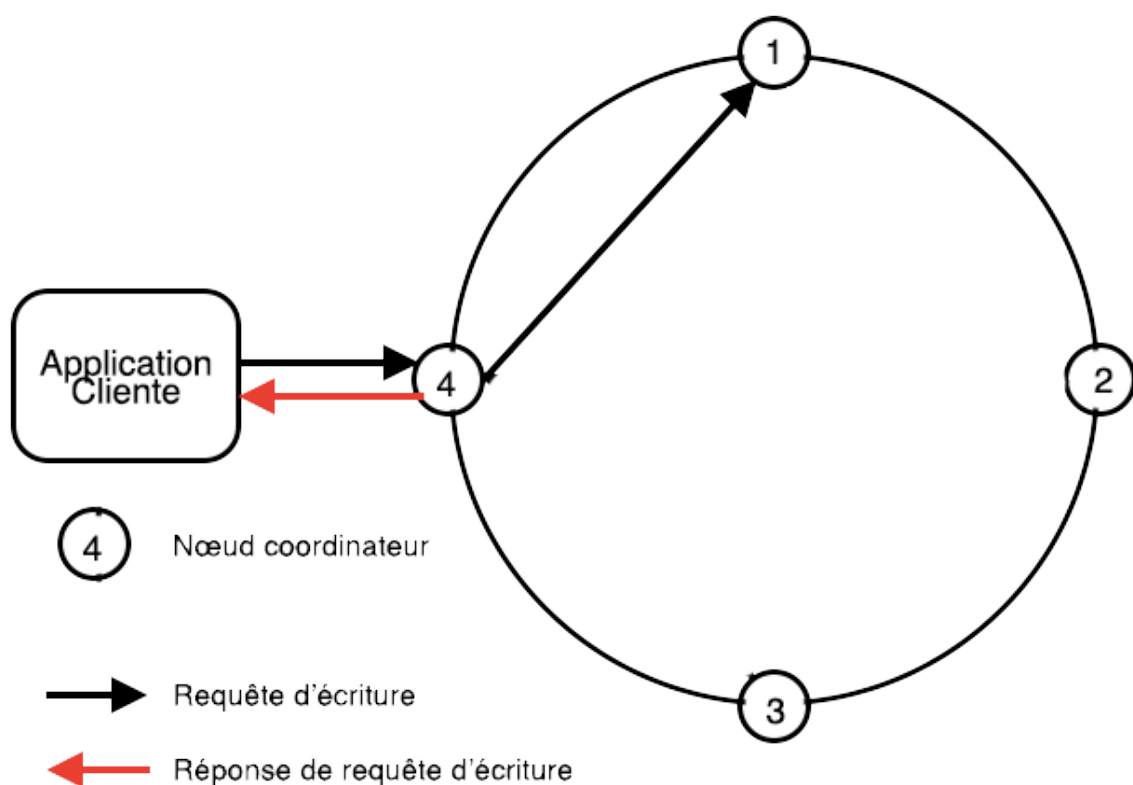 1
Application
Cliente
4
2
4 Nœud coordinateur
Requête d'écriture
3
Réponse de requête d'écriture